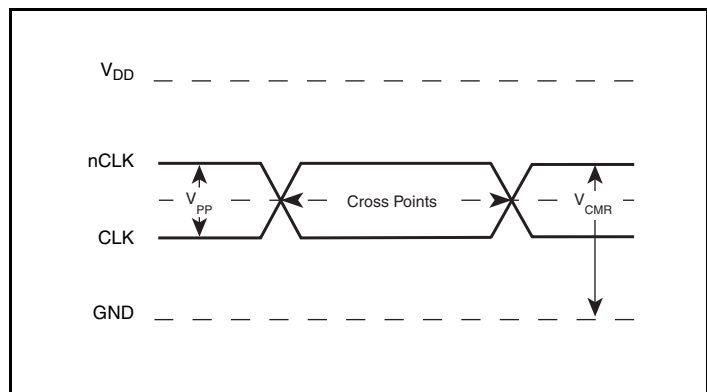 VDD
nCLK
VPP
Cross Points
VCMR
CLK
GND